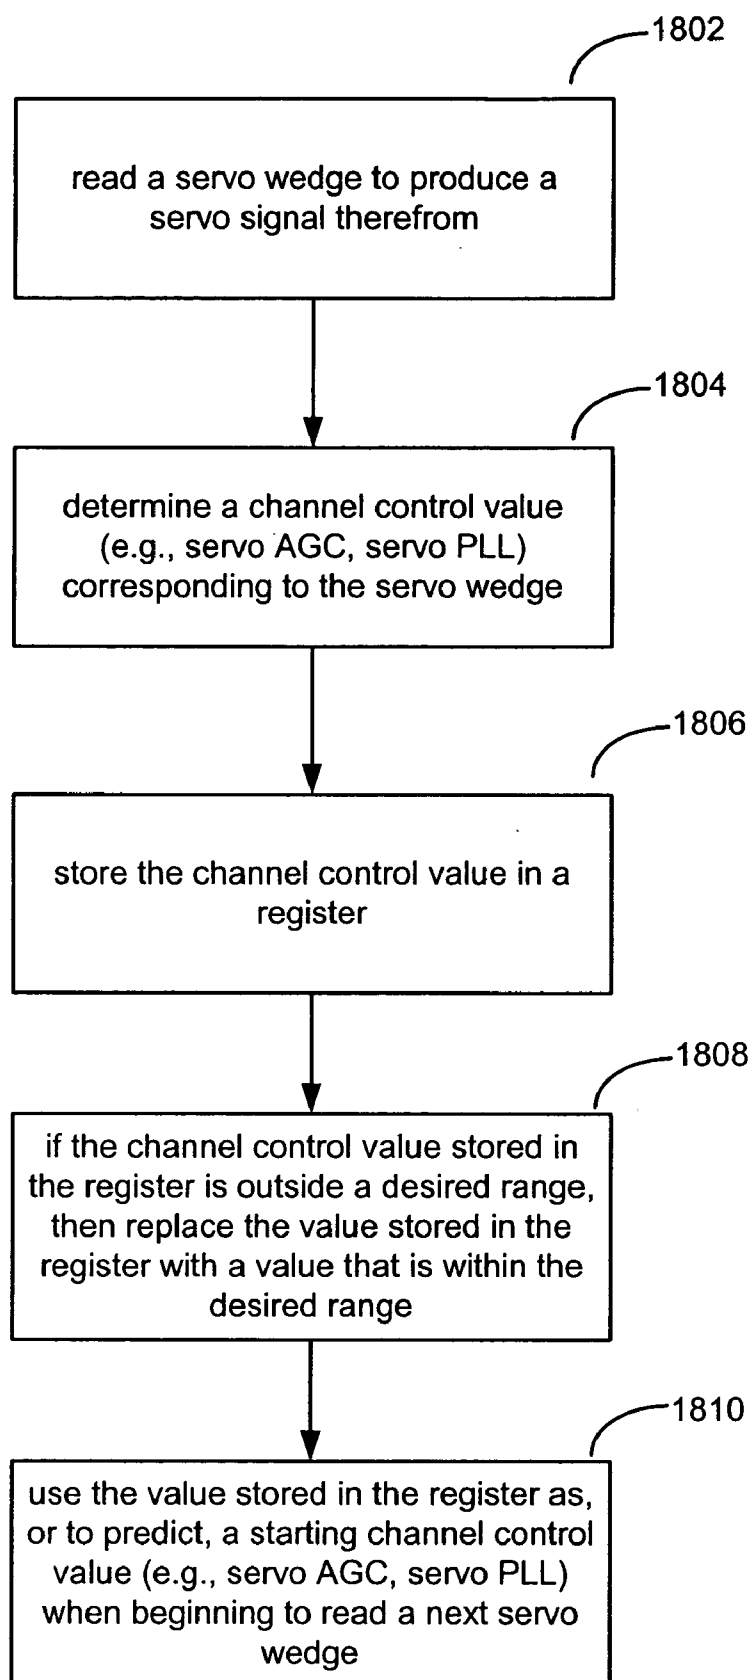 1802
read a servo wedge to produce a
servo signal therefrom
1804
determine a channel control value
(e.g., servo AGC, servo PLL)
corresponding to the servo wedge
1806
store the channel control value in a
register
1808
if the channel control value stored in
the register is outside a desired range,
then replace the value stored in the
register with a value that is within the
desired range
1810
use the value stored in the register as,
or to predict, a starting channel control
value (e.g., servo AGC, servo PLL)
when beginning to read a next servo
wedge